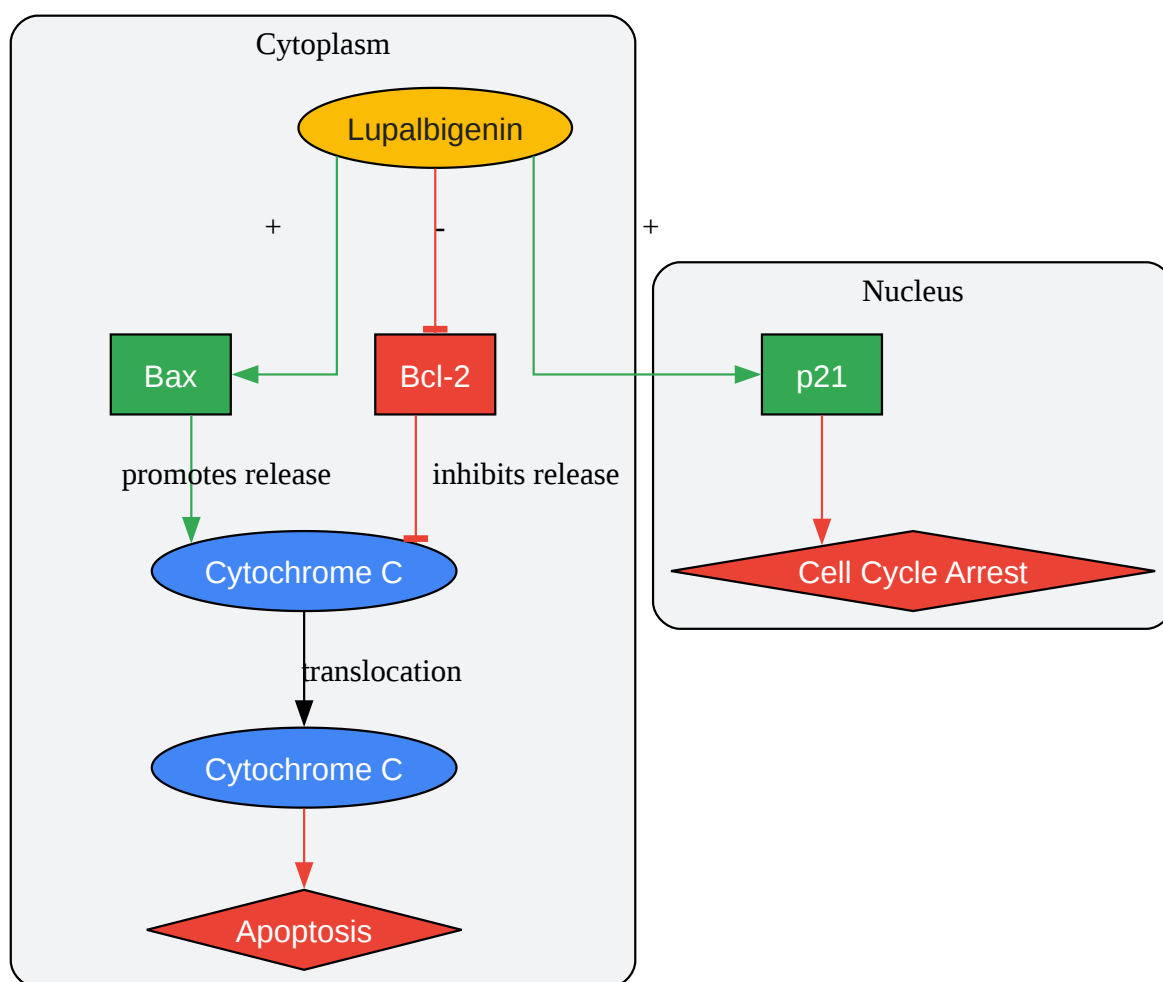 Cytoplasm
Lupalbigenin
+
-
+
Nucleus
Bax
Bcl-2
p21
promotes release
inhibits release
Cytochrome C
Cell Cycle Arrest
translocation
Cytochrome C
Apoptosis